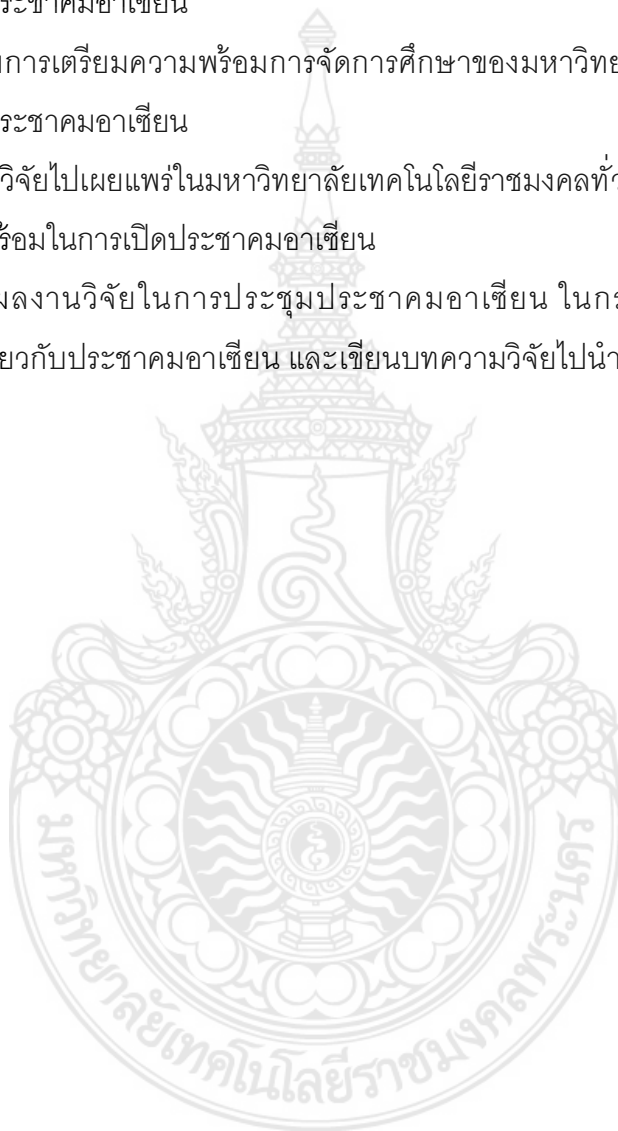 ระชาคมอาเซียน
การเตรียมความพร้อมการจัดการศึกษาของมหาวิทย
ระชาคมอาเซียน
วิจัยไปเผยแพร่ในมหาวิทยาลัยเทคโนโลยีราชมงคลทั่ว
ร้อมในการเปิดประชาคมอาเซียน
ผลงานวิจัยในการประชุมประชาคมอาเซียน ในกร
ยวกับประชาคมอาเซียน และเขียนบทความวิจัยไปนำ
มหาวิทยาลัยเทคโนโลยีราชมงคลพระนคร